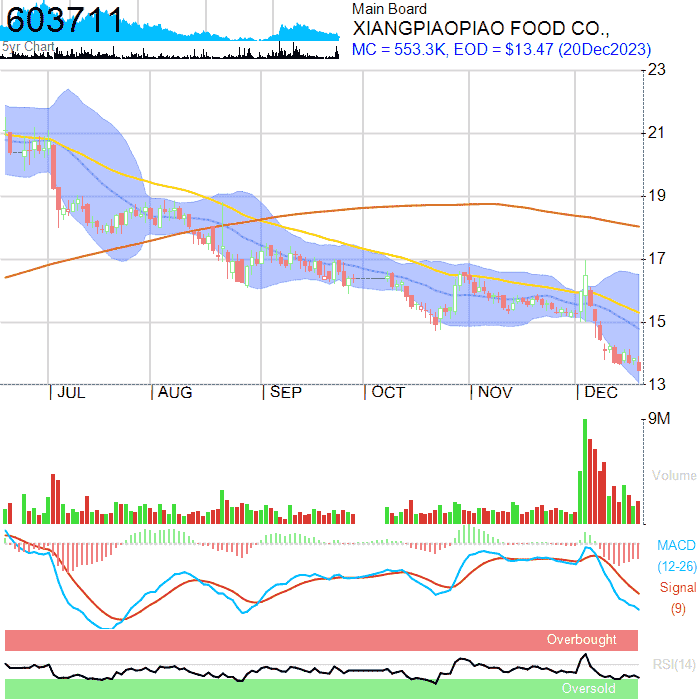 603711
5yr Chart
Main Board
XIANGPIAOPIAO FOOD CO.,
MC = 553.3K, EOD = $13.47 (20Dec2023)
23
21
19
17
15
13
JUL AUG SEP OCT NOV DEC
9M
Volume
MACD
(12-26)
Signal
(9)
Overbought
RSI(14)
Oversold